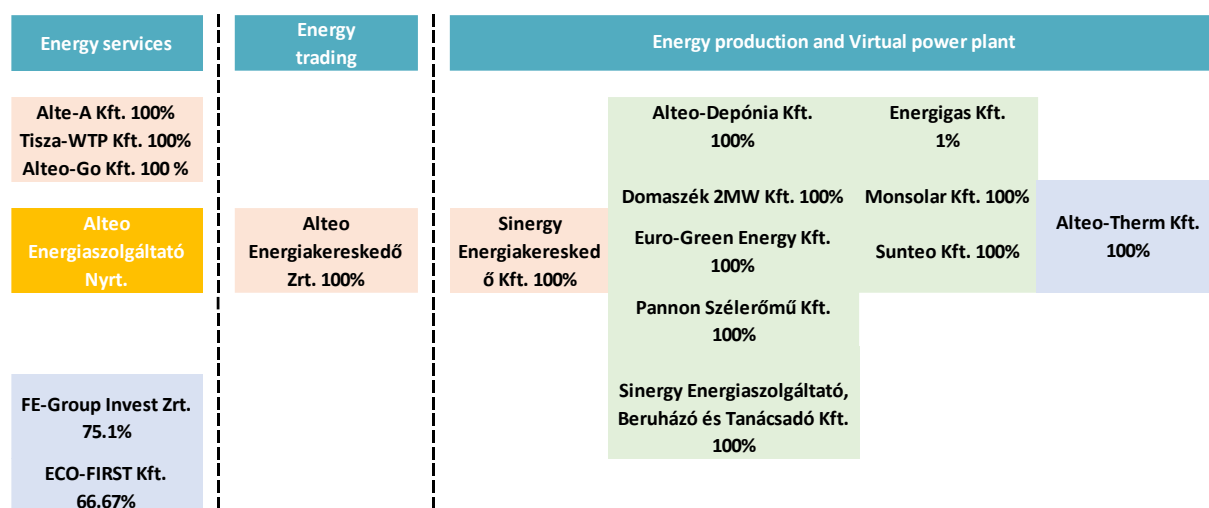 Energy services
Energy
trading
Energy production and Virtual power plant
Alte-A Kft. 100%
Tisza-WTP Kft. 100%
Alteo-Go Kft. 100 %
Alteo
Energiaszolgáltató
Nyrt.
FE-Group Invest Zrt.
75.1%
ECO-FIRST Kft.
66.67%
Alteo
Energiakereskedő
Zrt. 100%
Sinergy
Energiakeresked
ő Kft. 100%
Alteo-Depónia Kft.
100%
Domaszék 2MW Kft. 100%
Euro-Green Energy Kft.
100%
Pannon Szélerőmű Kft.
100%
Sinergy Energiaszolgáltató,
Beruházó és Tanácsadó Kft.
100%
Energigas Kft.
1%
Monsolar Kft. 100%
Sunteo Kft. 100%
Alteo-Therm Kft.
100%